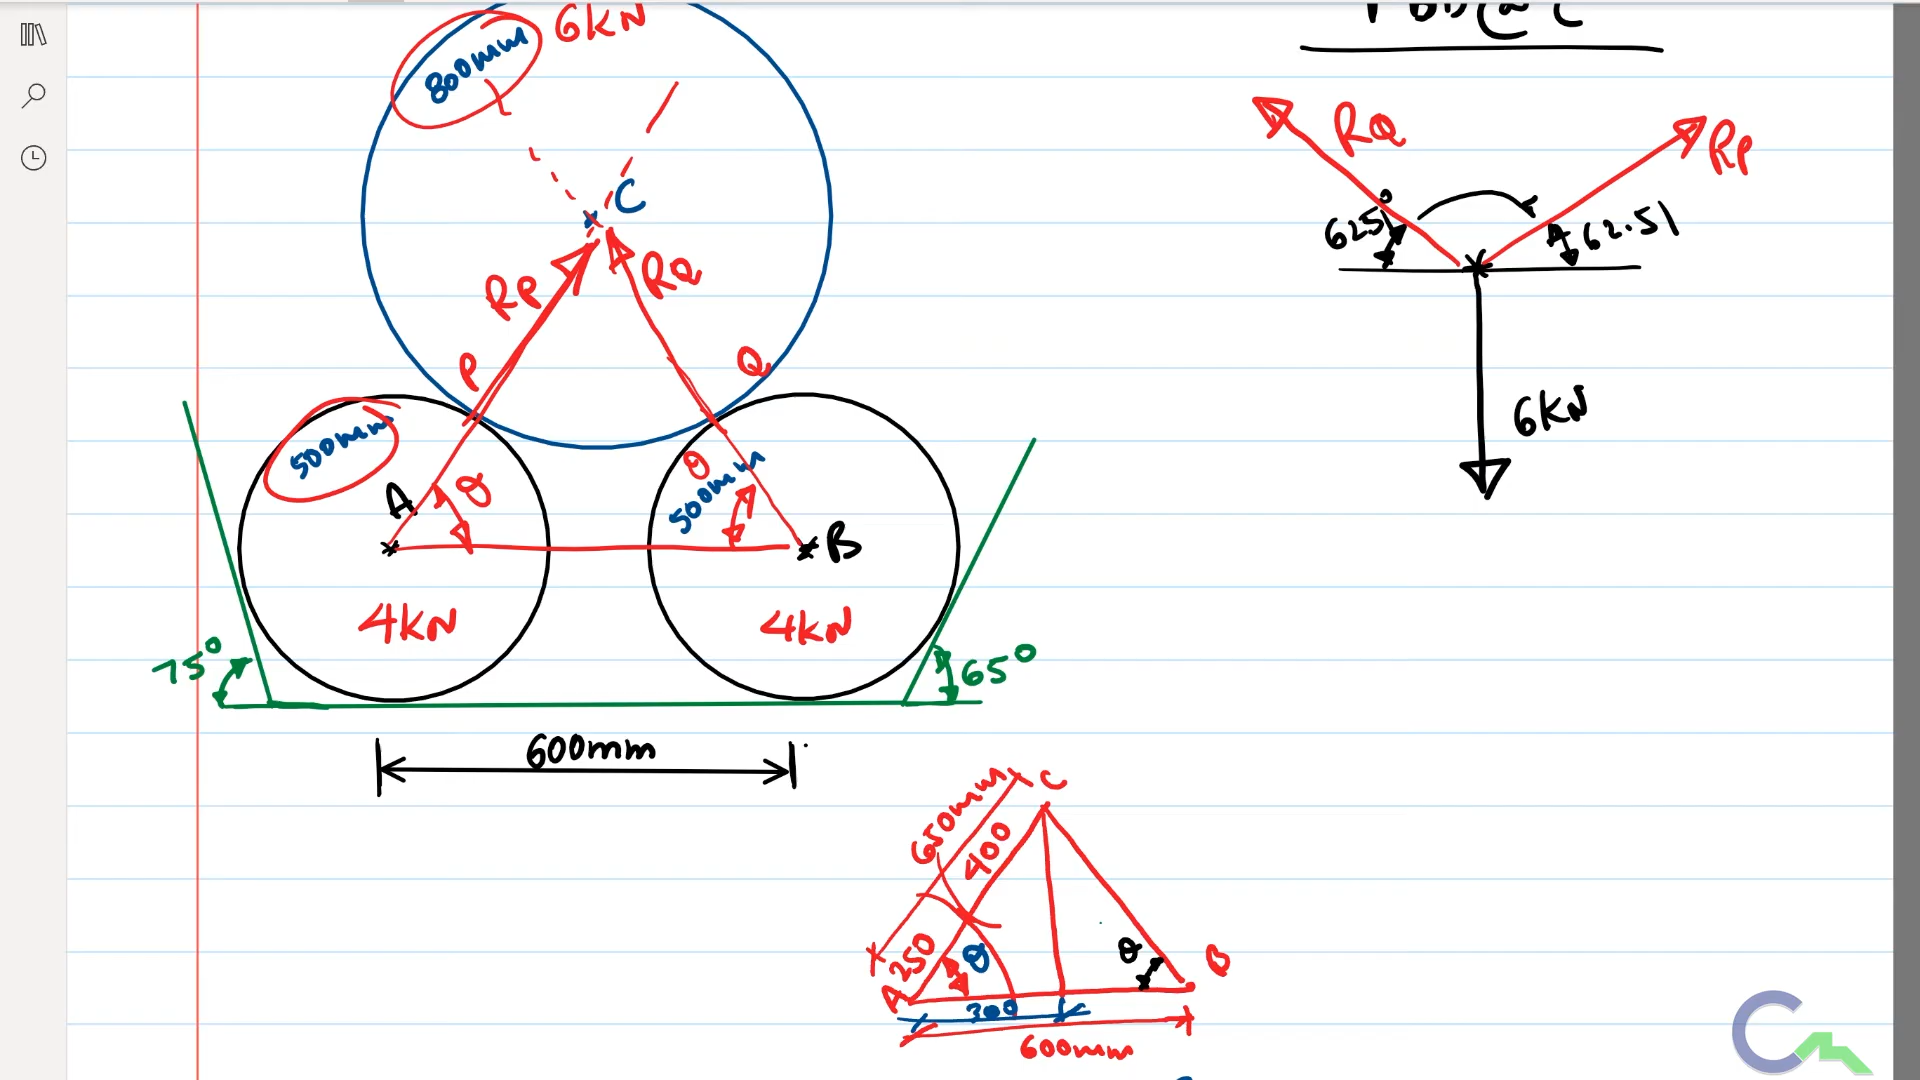 6KN
800mm
C
RP
RQ
P
Q
500mm
A
θ
θ
500mm
B
4KN
4KN
75°
65°
600mm
FBD@C
RQ
RP
62.5°
62.51
6KN
650mm
C
400
250
θ
θ
A
B
300
600mm